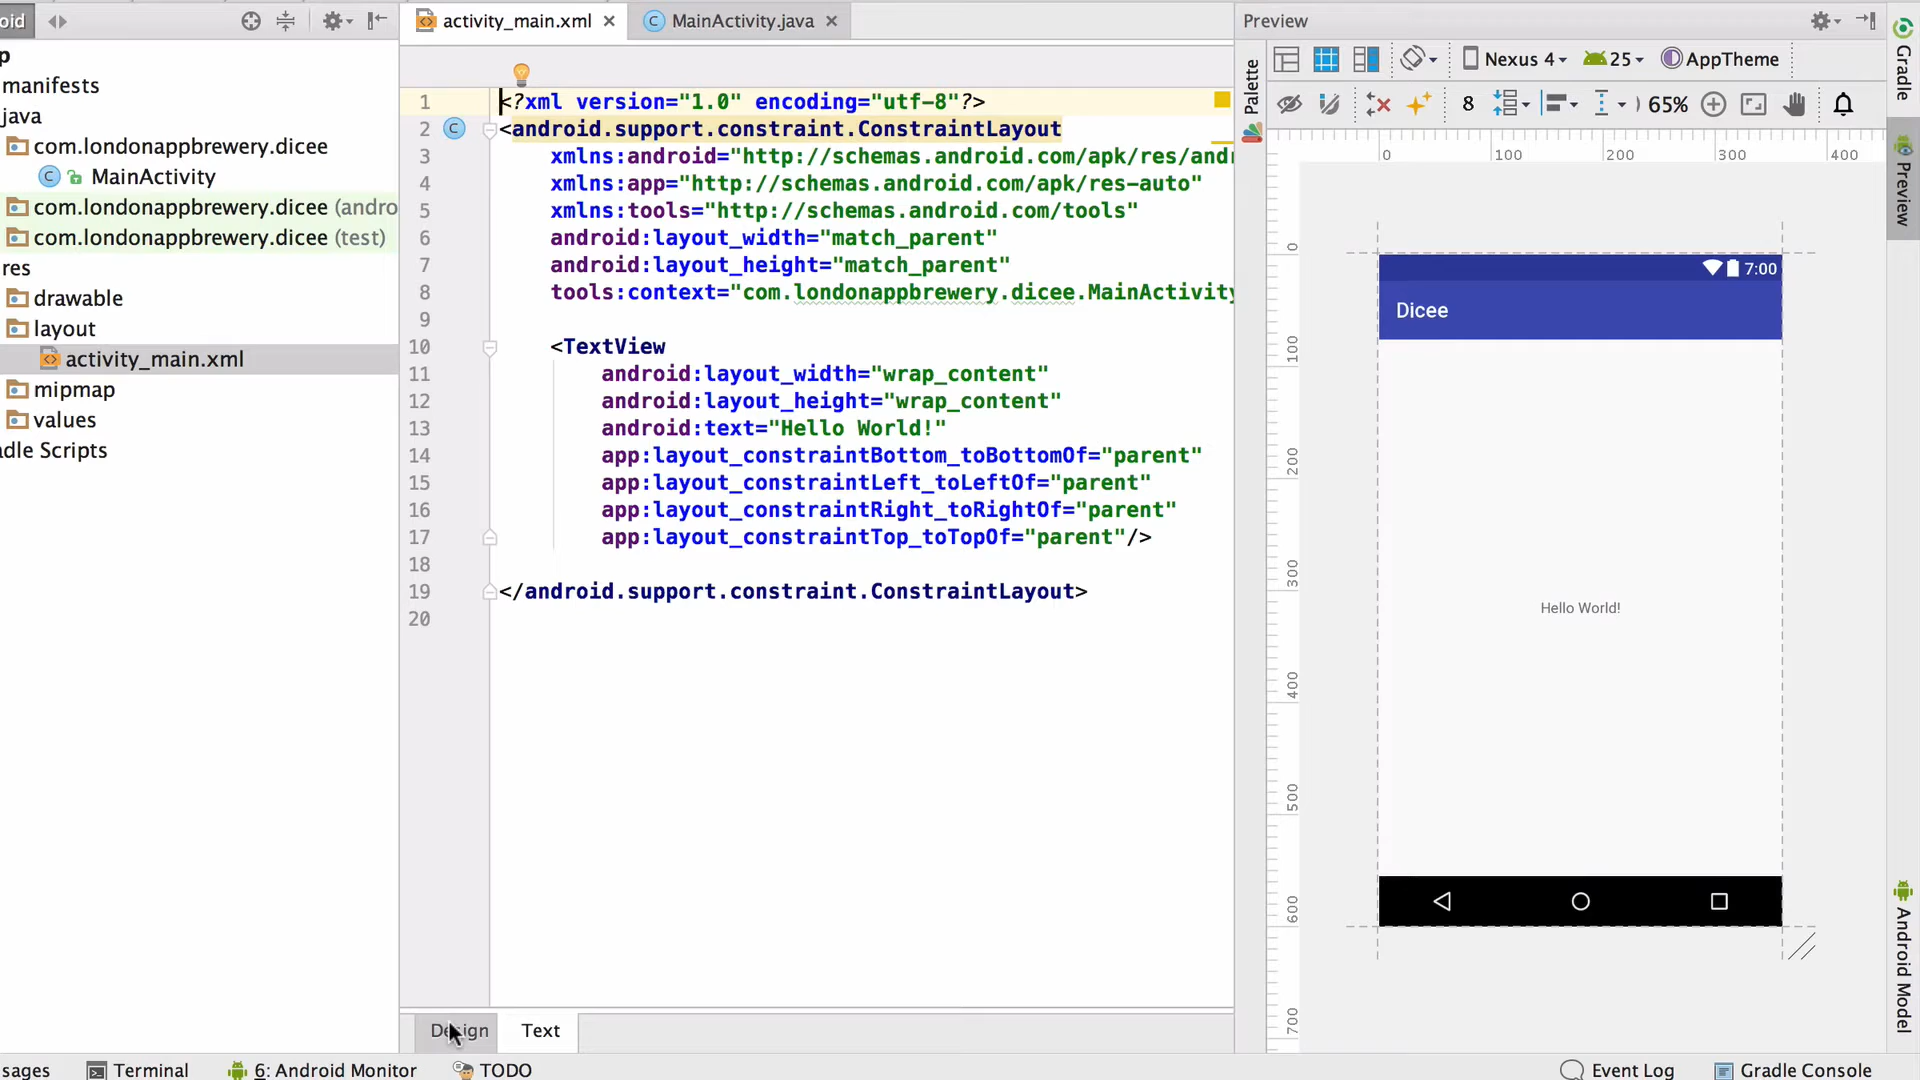 oid
activity_main.xml
MainActivity.java
Preview
p
manifests
java
com.londonappbrewery.dicee
MainActivity
com.londonappbrewery.dicee (andro
com.londonappbrewery.dicee (test)
res
drawable
layout
activity_main.xml
mipmap
values
dle Scripts
1 <?xml version="1.0" encoding="utf-8"?>
2 <android.support.constraint.ConstraintLayout
3 xmlns:android="http://schemas.android.com/apk/res/andr
4 xmlns:app="http://schemas.android.com/apk/res-auto"
5 xmlns:tools="http://schemas.android.com/tools"
6 android:layout_width="match_parent"
7 android:layout_height="match_parent"
8 tools:context="com.londonappbrewery.dicee.MainActivity
9
10 <TextView
11 android:layout_width="wrap_content"
12 android:layout_height="wrap_content"
13 android:text="Hello World!"
14 app:layout_constraintBottom_toBottomOf="parent"
15 app:layout_constraintLeft_toLeftOf="parent"
16 app:layout_constraintRight_toRightOf="parent"
17 app:layout_constraintTop_toTopOf="parent"/>
18
19 </android.support.constraint.ConstraintLayout>
20
Design Text
Palette
Nexus 4 25 AppTheme
8 65%
0 100 200 300 400
0
100
200
300
400
500
600
700
7:00
Dicee
Hello World!
Gradle
Preview
Android Model
sages Terminal 6: Android Monitor TODO Event Log Gradle Console